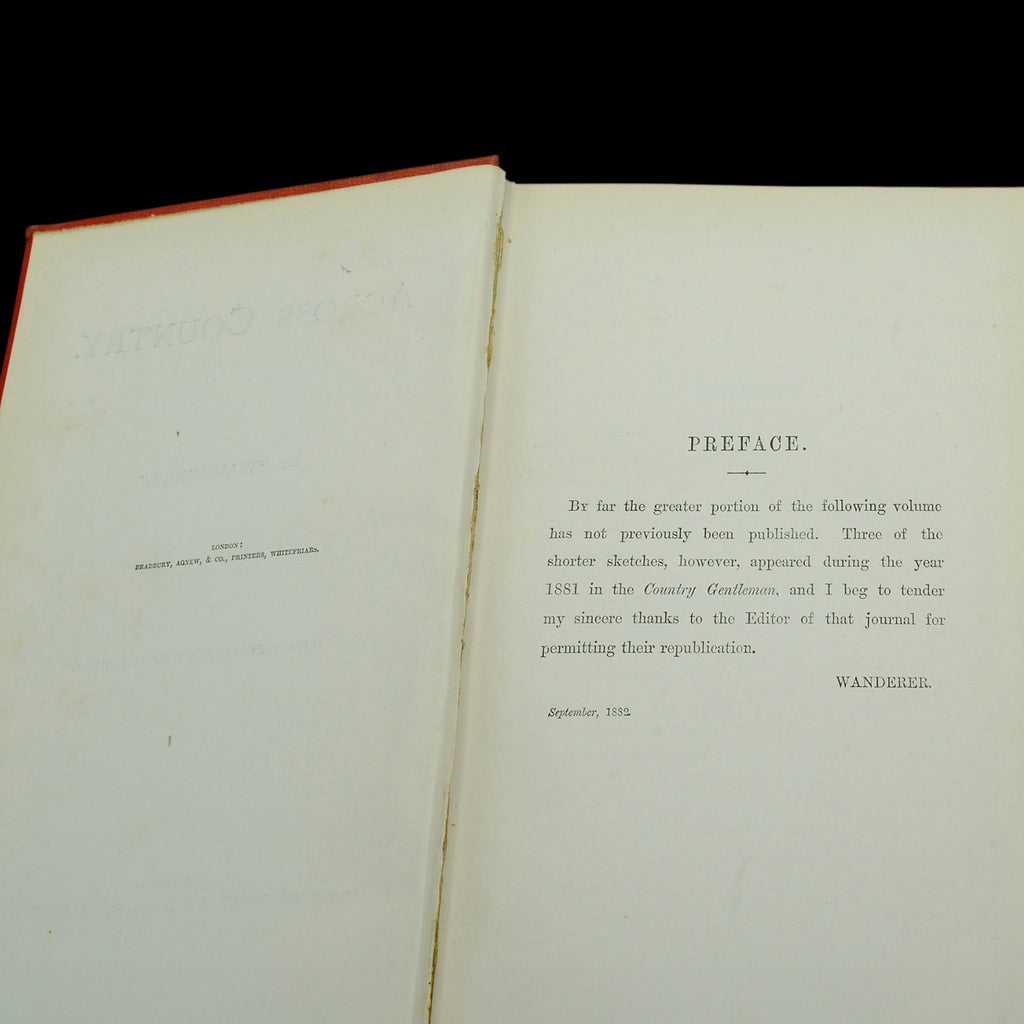 ACROSS COUNTRY.
LONDON:
BRADBURY, AGNEW, & CO., PRINTERS, WHITEFRIARS.
PREFACE.
BY far the greater portion of the following volume
has not previously been published. Three of the
shorter sketches, however, appeared during the year
1881 in the Country Gentleman, and I beg to tender
my sincere thanks to the Editor of that journal for
permitting their republication.
WANDERER.
September, 1882.